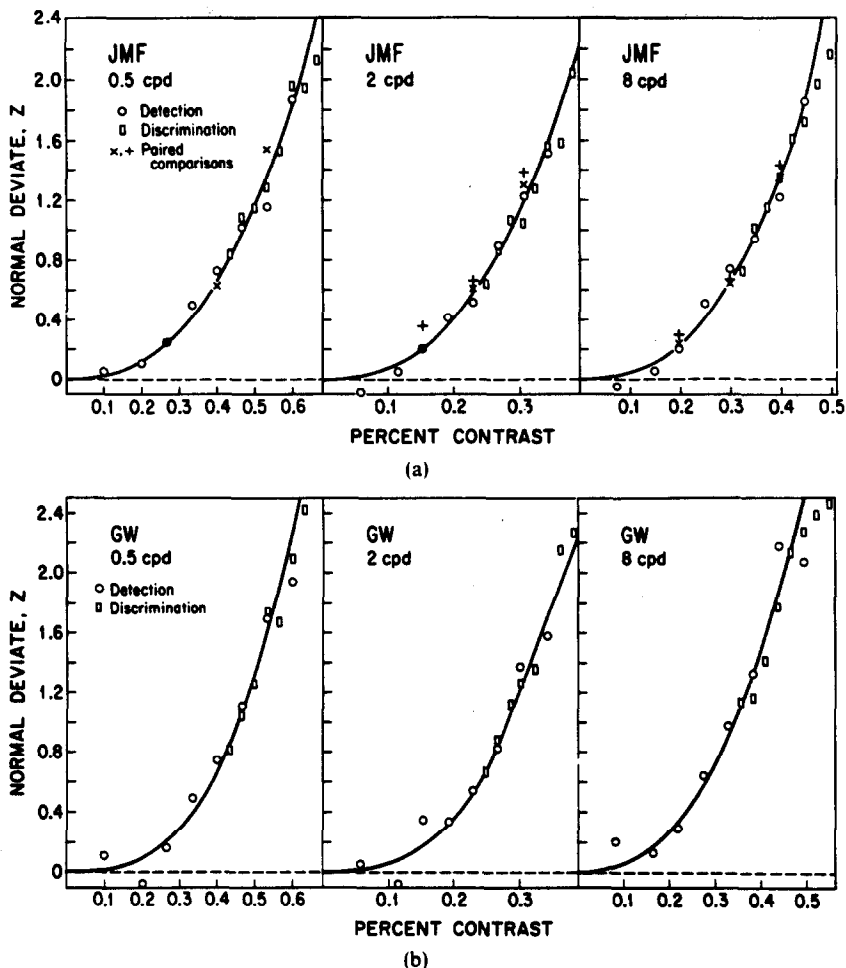 2.4
2.0
1.6
1.2
0.8
0.4
0
NORMAL DEVIATE, Z
JMF
0.5 cpd
Detection
Discrimination
x,+ Paired
comparisons
JMF
2 cpd
JMF
8 cpd
0.1 0.2 0.3 0.4 0.5 0.6
0.1 0.2 0.3
0.1 0.2 0.3 0.4 0.5
PERCENT CONTRAST
(a)
2.4
2.0
1.6
1.2
0.8
0.4
0
NORMAL DEVIATE, Z
GW
0.5 cpd
Detection
Discrimination
GW
2 cpd
GW
8 cpd
0.1 0.2 0.3 0.4 0.5 0.6
0.1 0.2 0.3
0.1 0.2 0.3 0.4 0.5
PERCENT CONTRAST
(b)